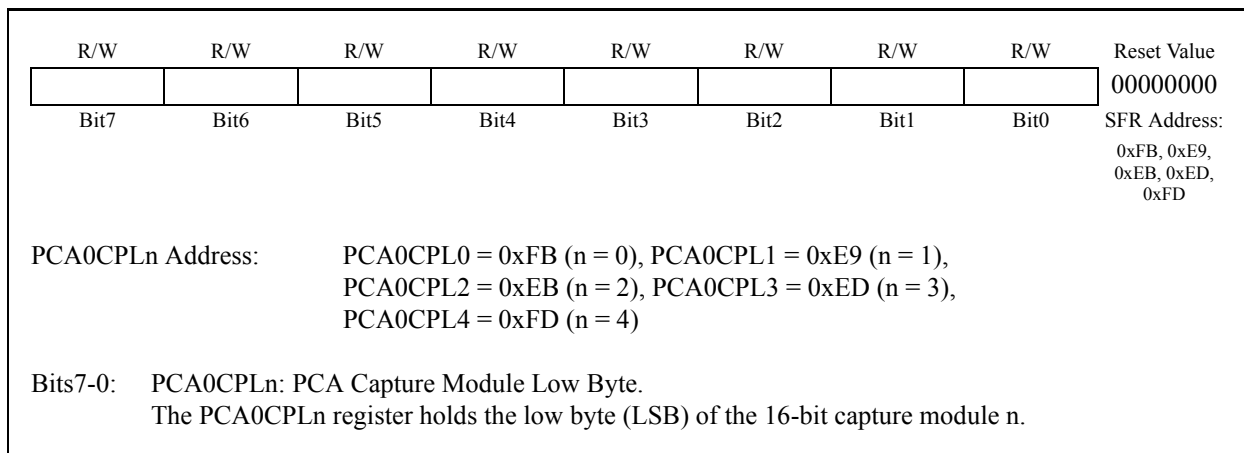 R/W R/W R/W R/W R/W R/W R/W R/W Reset Value
00000000
Bit7 Bit6 Bit5 Bit4 Bit3 Bit2 Bit1 Bit0 SFR Address:
0xFB, 0xE9,
0xEB, 0xED,
0xFD
PCA0CPLn Address: PCA0CPL0 = 0xFB (n = 0), PCA0CPL1 = 0xE9 (n = 1),
PCA0CPL2 = 0xEB (n = 2), PCA0CPL3 = 0xED (n = 3),
PCA0CPL4 = 0xFD (n = 4)
Bits7-0: PCA0CPLn: PCA Capture Module Low Byte.
The PCA0CPLn register holds the low byte (LSB) of the 16-bit capture module n.